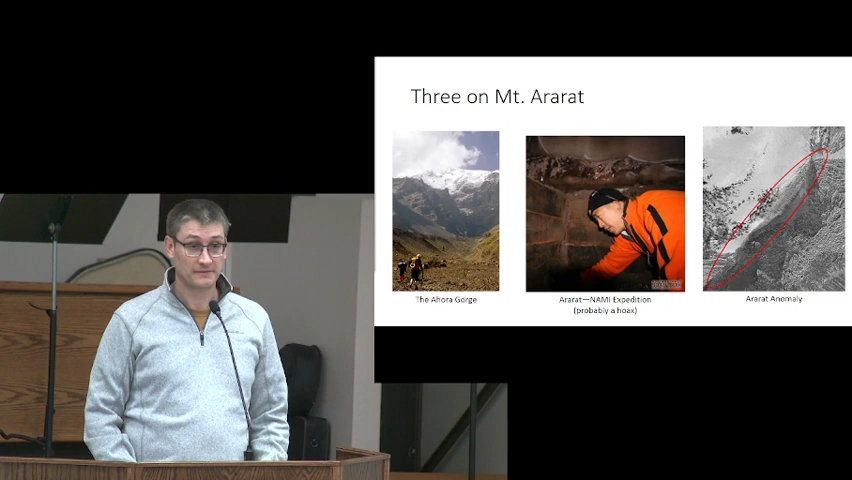 Three on Mt. Ararat
The Ahora Gorge
Ararat—NAMI Expedition
(probably a hoax)
Ararat Anomaly